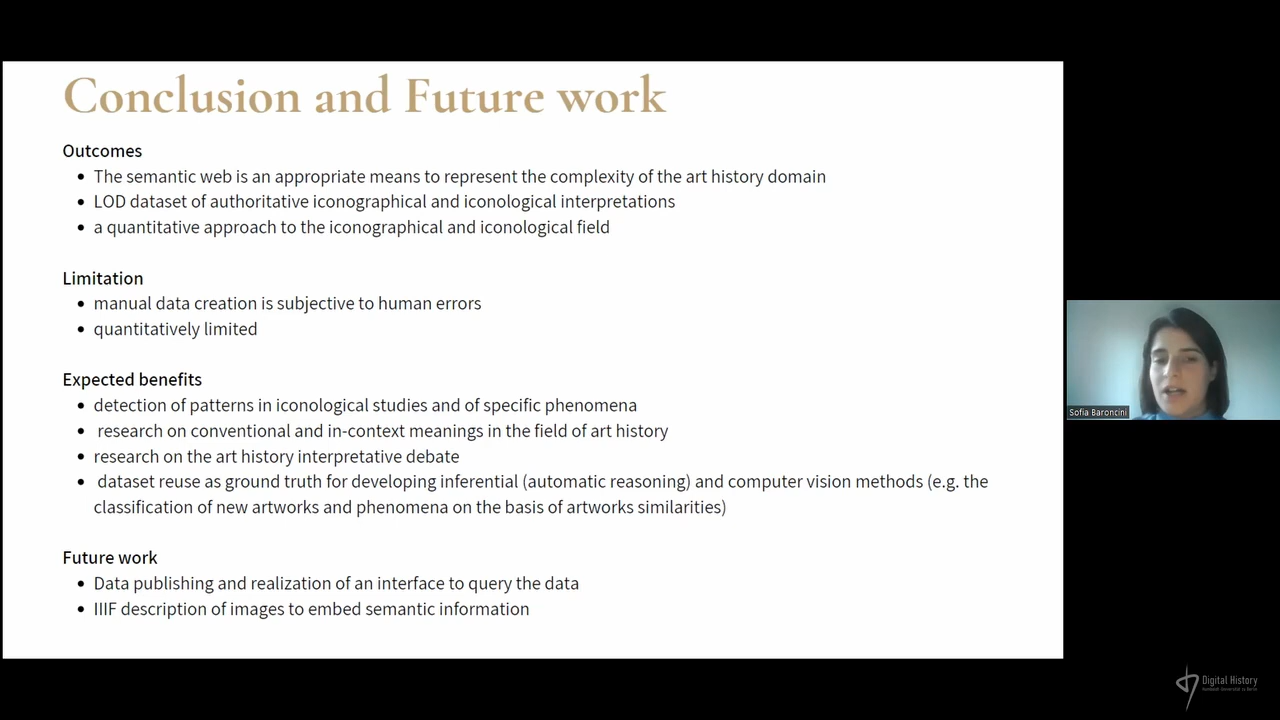 Conclusion and Future work
Outcomes
• The semantic web is an appropriate means to represent the complexity of the art history domain
• LOD dataset of authoritative iconographical and iconological interpretations
• a quantitative approach to the iconographical and iconological field
Limitation
• manual data creation is subjective to human errors
• quantitatively limited
Expected benefits
• detection of patterns in iconological studies and of specific phenomena
• research on conventional and in-context meanings in the field of art history
• research on the art history interpretative debate
• dataset reuse as ground truth for developing inferential (automatic reasoning) and computer vision methods (e.g. the
classification of new artworks and phenomena on the basis of artworks similarities)
Future work
• Data publishing and realization of an interface to query the data
• IIIF description of images to embed semantic information
Sofia Baroncini
Digital History
Humboldt-Universität zu Berlin